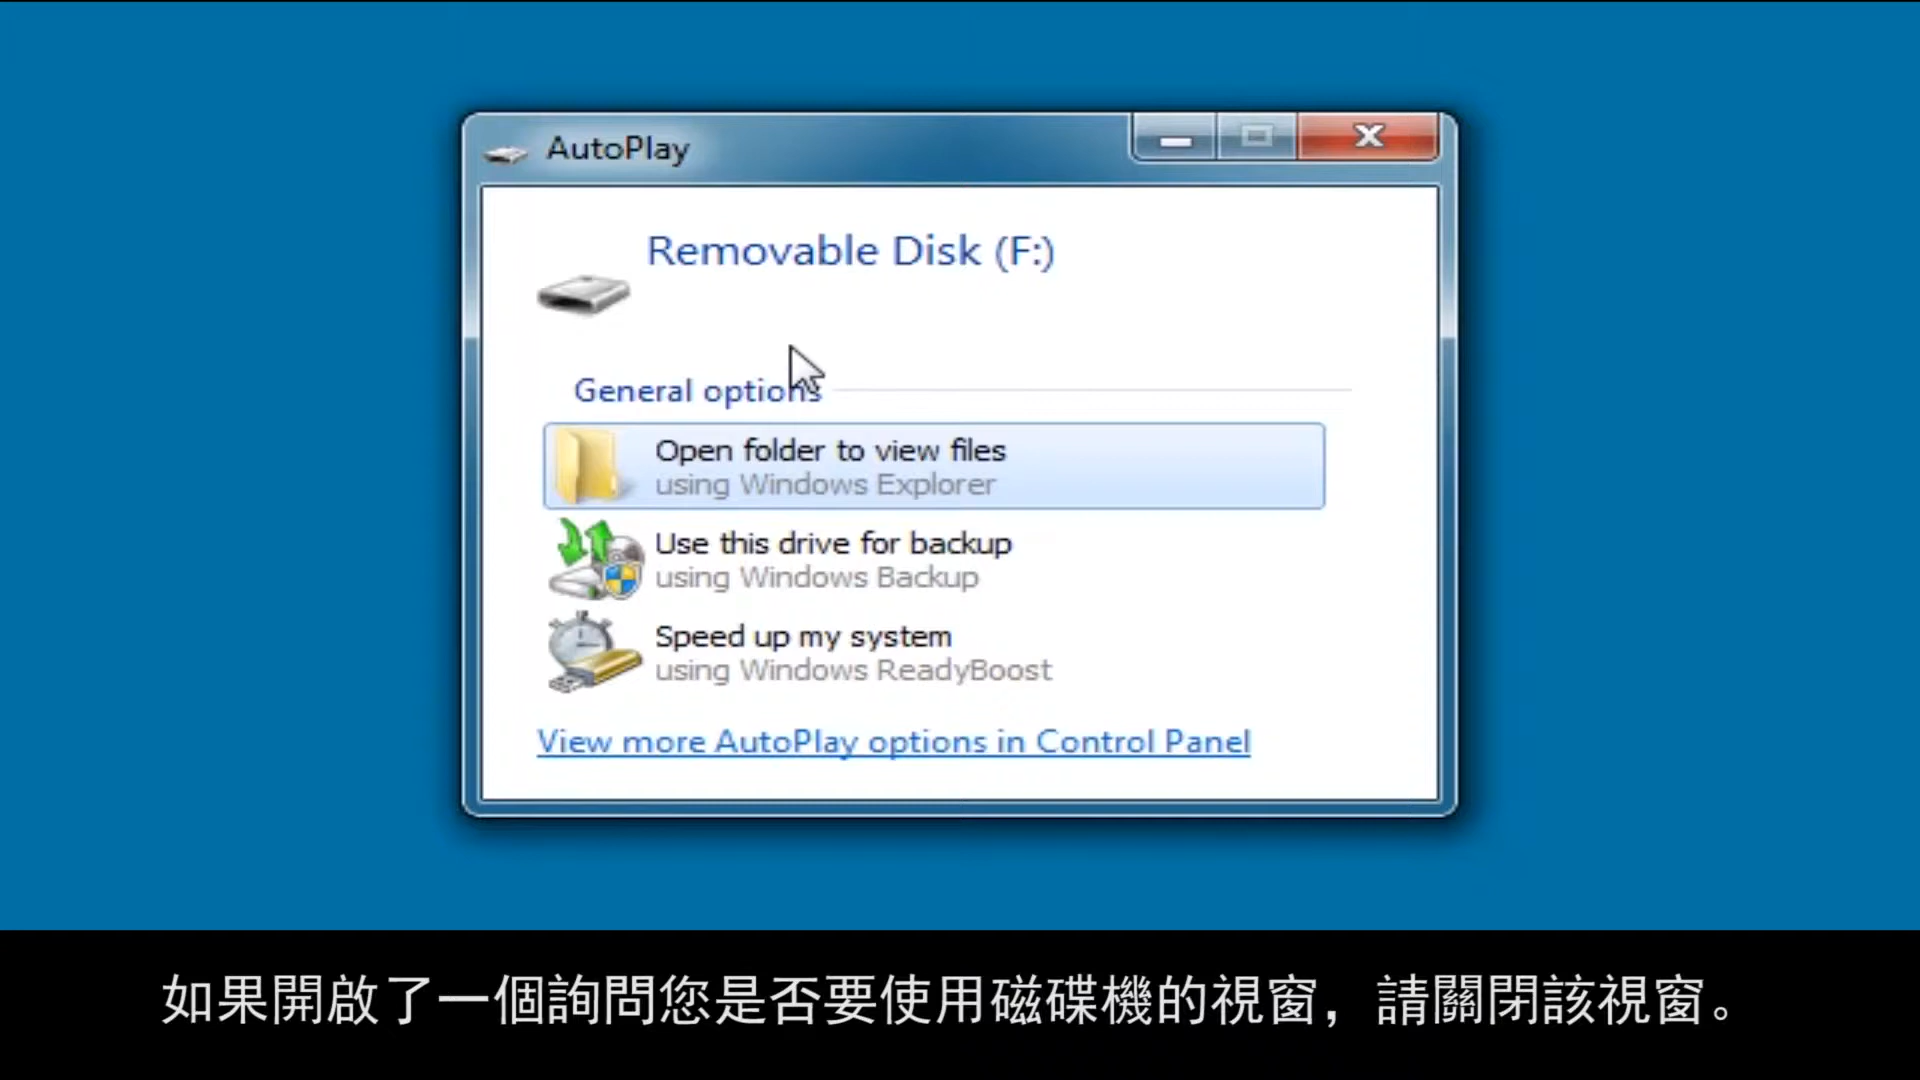 AutoPlay
Removable Disk (F:)
General options
Open folder to view files
using Windows Explorer
Use this drive for backup
using Windows Backup
Speed up my system
using Windows ReadyBoost
View more AutoPlay options in Control Panel
如果開啟了一個詢問您是否要使用磁碟機的視窗，請關閉該視窗。